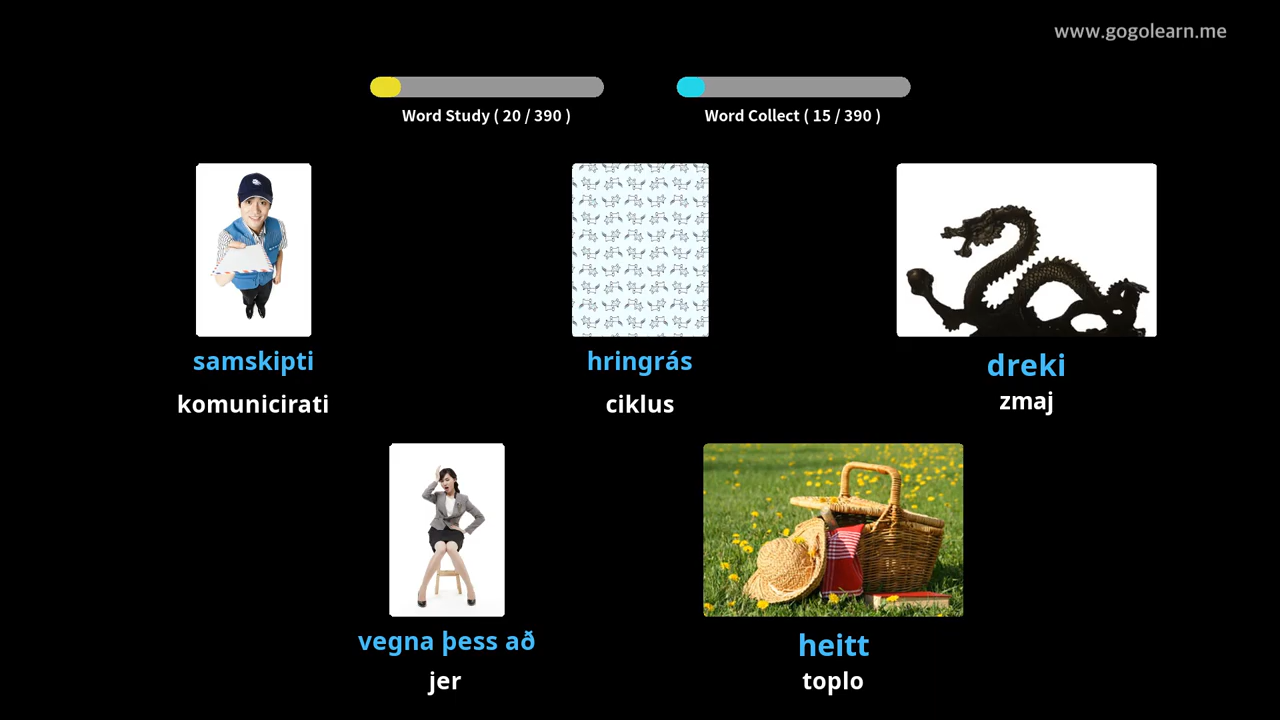 www.gogolearn.me
Word Study ( 20 / 390 )
Word Collect ( 15 / 390 )
samskipti
komunicirati
hringrás
ciklus
dreki
zmaj
vegna þess að
jer
heitt
toplo